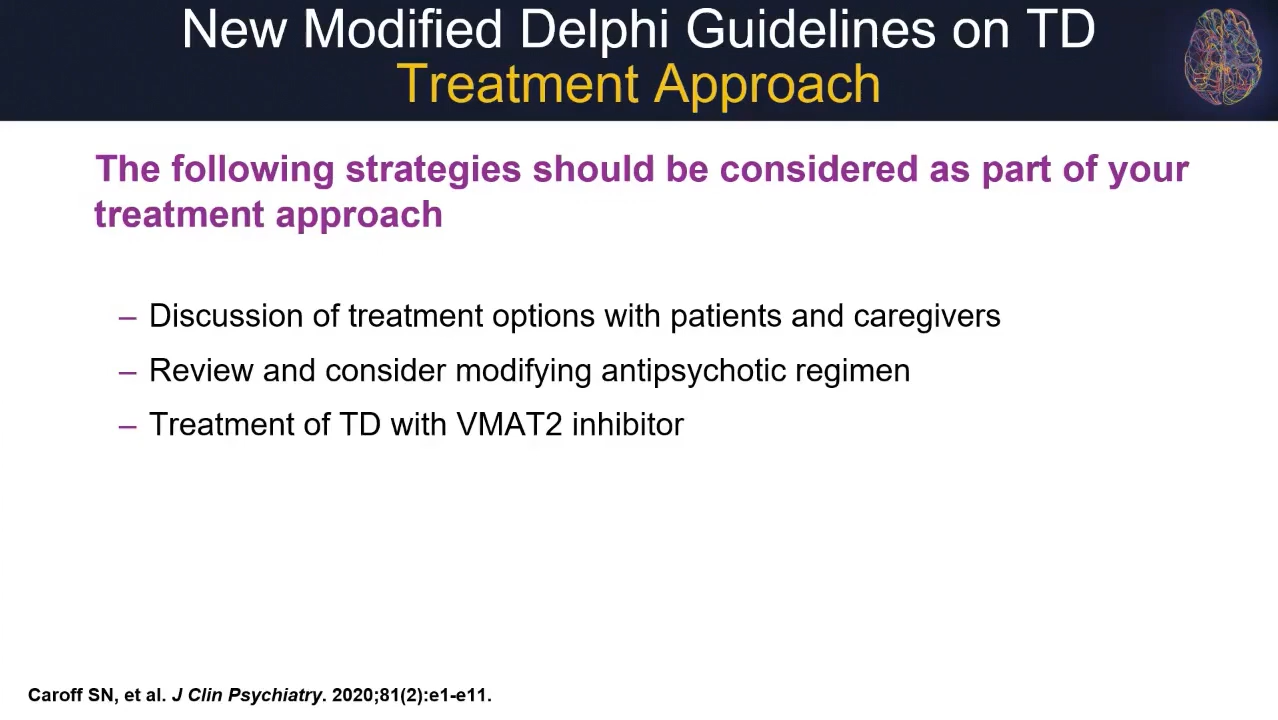 New Modified Delphi Guidelines on TD
Treatment Approach
The following strategies should be considered as part of your
treatment approach
– Discussion of treatment options with patients and caregivers
– Review and consider modifying antipsychotic regimen
– Treatment of TD with VMAT2 inhibitor
Caroff SN, et al. J Clin Psychiatry. 2020;81(2):e1-e11.